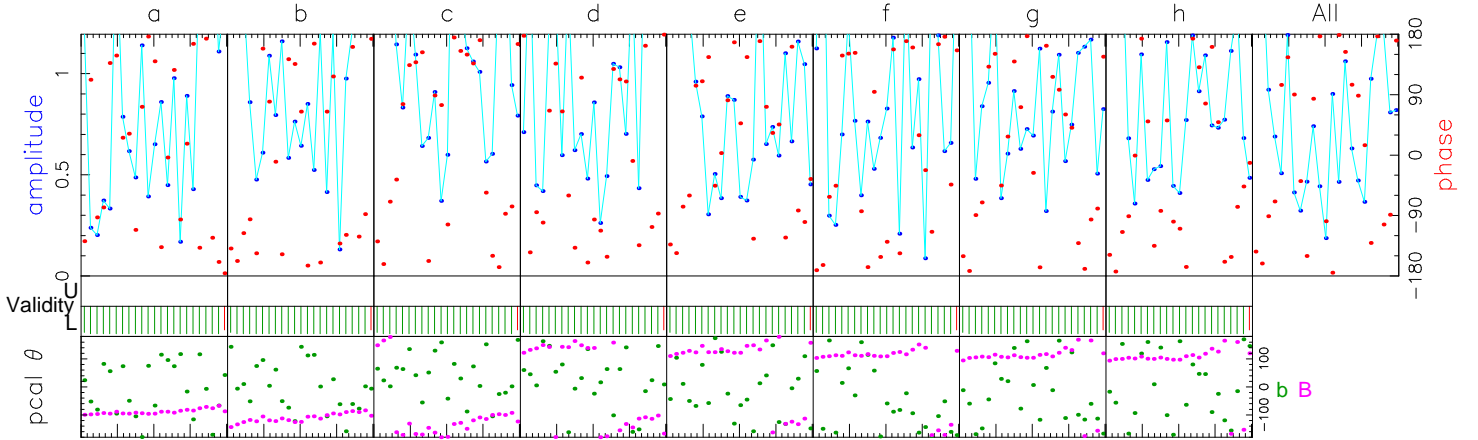 a b c d e f g h All
amplitude
1
0.5
0
180
90
0
−90
−180
phase
Validity
U
L
pcal θ
100
0
−100
b B